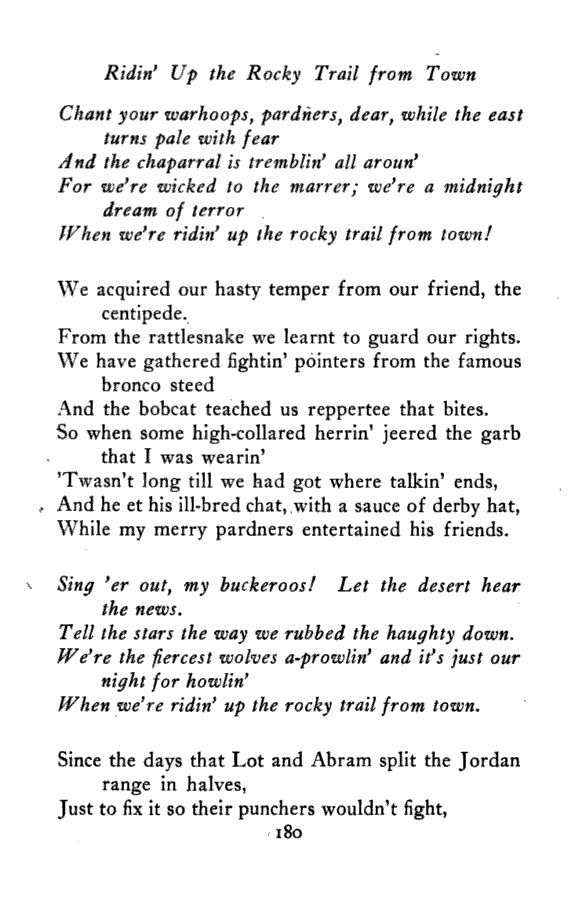 Ridin' Up the Rocky Trail from Town
Chant your warhoops, pardners, dear, while the east
turns pale with fear
And the chaparral is tremblin' all aroun'
For we're wicked to the marrer; we're a midnight
dream of terror
When we're ridin' up the rocky trail from town!
We acquired our hasty temper from our friend, the
centipede.
From the rattlesnake we learnt to guard our rights.
We have gathered fightin' pointers from the famous
bronco steed
And the bobcat teached us reppertee that bites.
So when some high-collared herrin' jeered the garb
that I was wearin'
'Twasn't long till we had got where talkin' ends,
And he et his ill-bred chat, with a sauce of derby hat,
While my merry pardners entertained his friends.
Sing 'er out, my buckeroos! Let the desert hear
the news.
Tell the stars the way we rubbed the haughty down.
We're the fiercest wolves a-prowlin' and it's just our
night for howlin'
When we're ridin' up the rocky trail from town.
Since the days that Lot and Abram split the Jordan
range in halves,
Just to fix it so their punchers wouldn't fight,
180